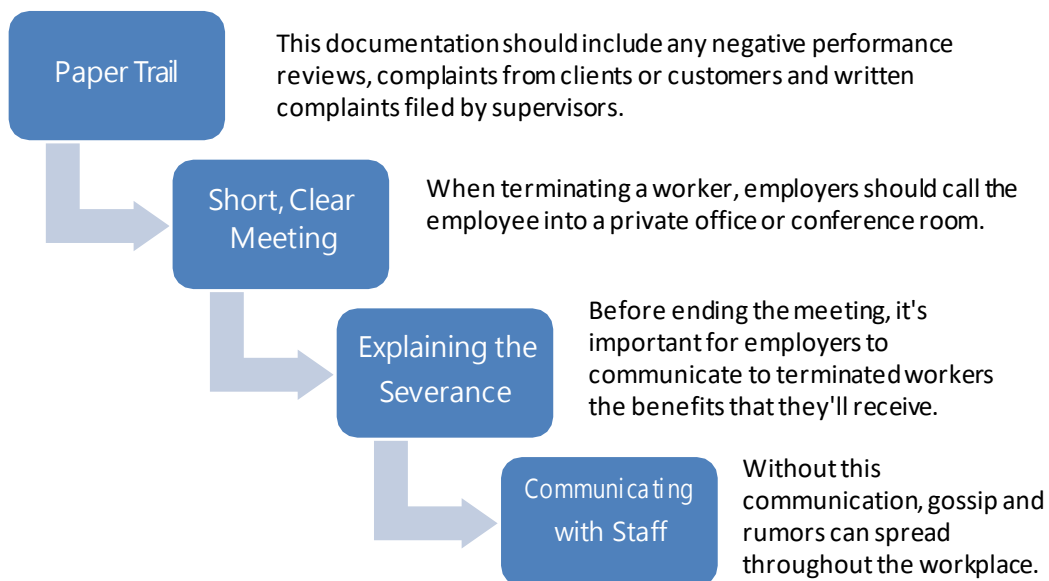 Paper Trail
This documentation should include any negative performance
reviews, complaints from clients or customers and written
complaints filed by supervisors.
Short, Clear
Meeting
When terminating a worker, employers should call the
employee into a private office or conference room.
Explaining the
Severance
Before ending the meeting, it's
important for employers to
communicate to terminated workers
the benefits that they'll receive.
Communicating
with Staff
Without this
communication, gossip and
rumors can spread
throughout the workplace.